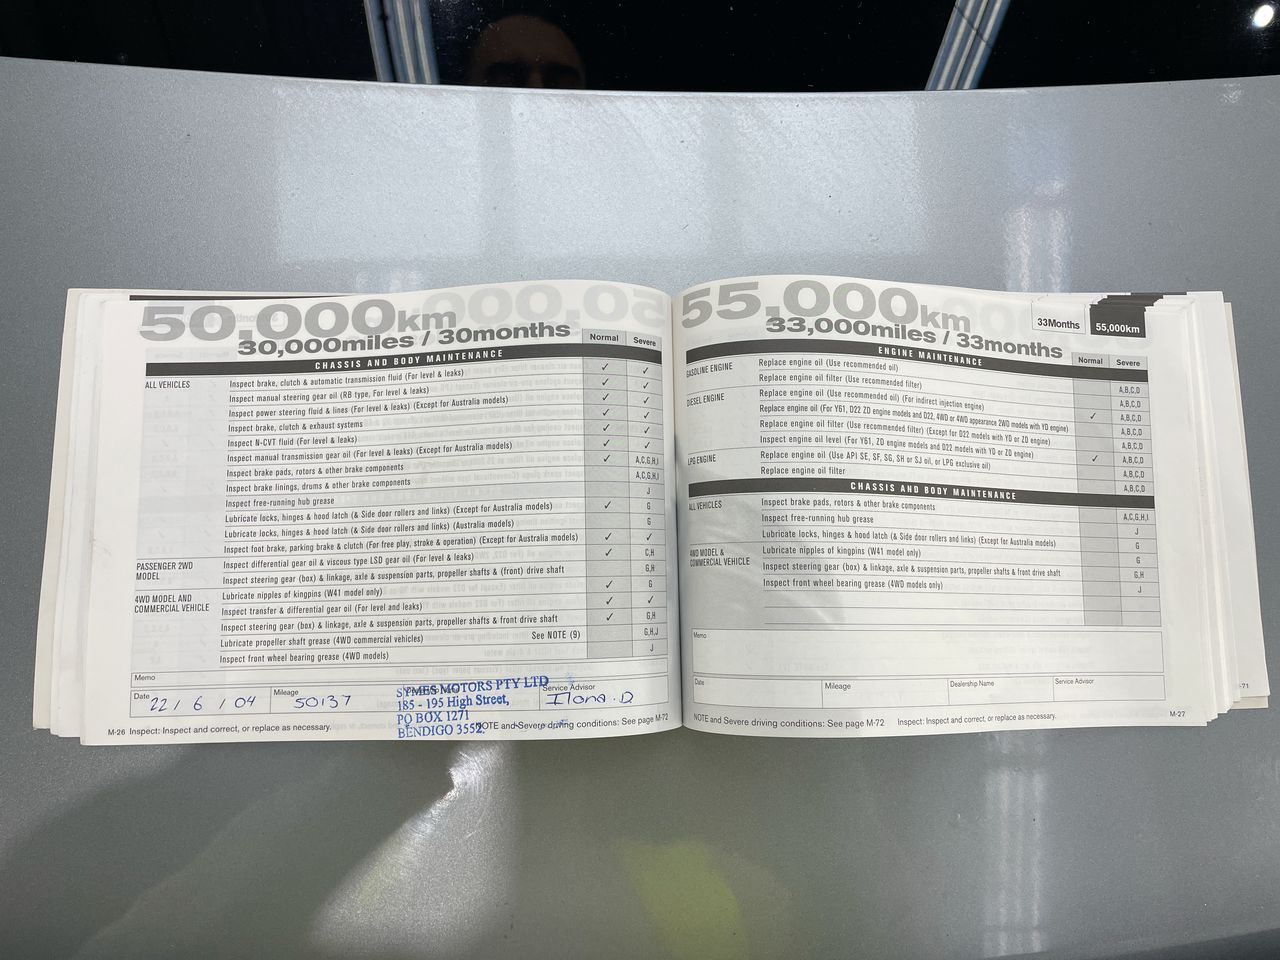 50,000km
30,000miles / 30months
Normal Severe
CHASSIS AND BODY MAINTENANCE
ALL VEHICLES Inspect brake, clutch & automatic transmission fluid (For level & leaks) ✓ ✓
Inspect manual steering gear oil (RB type, For level & leaks) ✓ ✓
Inspect power steering fluid & lines (For level & leaks) (Except for Australia models) ✓ ✓
Inspect brake, clutch & exhaust systems ✓ ✓
Inspect N-CVT fluid (For level & leaks) ✓ ✓
Inspect manual transmission gear oil (For level & leaks) (Except for Australia models) ✓ ✓
Inspect brake pads, rotors & other brake components ✓ A,C,G,H,I
Inspect brake linings, drums & other brake components A,C,G,H,I
Inspect free-running hub grease J
Lubricate locks, hinges & hood latch (& Side door rollers and links) (Except for Australia models) ✓ G
Lubricate locks, hinges & hood latch (& Side door rollers and links) (Australia models) G
Inspect foot brake, parking brake & clutch (For free play, stroke & operation) (Except for Australia models) ✓ ✓
PASSENGER 2WD MODEL Inspect differential gear oil & viscous type LSD gear oil (For level & leaks) ✓ C,H
Inspect steering gear (box) & linkage, axle & suspension parts, propeller shafts & (front) drive shaft G,H
4WD MODEL AND COMMERCIAL VEHICLE Lubricate nipples of kingpins (W41 model only) ✓ G
Inspect transfer & differential gear oil (For level and leaks) ✓ ✓
Inspect steering gear (box) & linkage, axle & suspension parts, propeller shafts & front drive shaft ✓ G,H
Lubricate propeller shaft grease (4WD commercial vehicles) See NOTE (9) G,H,J
Inspect front wheel bearing grease (4WD models) J
Memo
Date 22 / 6 / 04
Mileage 50137
SYMES MOTORS PTY LTD
185 - 195 High Street,
PO BOX 1271
BENDIGO 3552.
Service Advisor Ilona.D
M-26 Inspect: Inspect and correct, or replace as necessary. NOTE and Severe driving conditions: See page M-72
55,000km
33,000miles / 33months
33Months 55,000km
Normal Severe
ENGINE MAINTENANCE
GASOLINE ENGINE Replace engine oil (Use recommended oil) A,B,C,D
Replace engine oil filter (Use recommended filter) A,B,C,D
DIESEL ENGINE Replace engine oil (Use recommended oil) (For indirect injection engine) A,B,C,D
Replace engine oil (For Y61, D22 ZD engine models and D22, 4WD or 4WD appearance 2WD models with YD engine) ✓ A,B,C,D
Replace engine oil filter (Use recommended filter) (Except for D22 models with YD or ZD engine) A,B,C,D
Inspect engine oil level (For Y61, ZD engine models and D22 models with YD or ZD engine)
LPG ENGINE Replace engine oil (Use API SE, SF, SG, SH or SJ oil, or LPG exclusive oil) ✓ A,B,C,D
Replace engine oil filter A,B,C,D
CHASSIS AND BODY MAINTENANCE
ALL VEHICLES Inspect brake pads, rotors & other brake components A,C,G,H,I
Inspect free-running hub grease J
Lubricate locks, hinges & hood latch (& Side door rollers and links) (Except for Australia models) G
4WD MODEL & COMMERCIAL VEHICLE Lubricate nipples of kingpins (W41 model only) G
Inspect steering gear (box) & linkage, axle & suspension parts, propeller shafts & front drive shaft G,H
Inspect front wheel bearing grease (4WD models only) J
Memo
Date Mileage Dealership Name Service Advisor
NOTE and Severe driving conditions: See page M-72 Inspect: Inspect and correct, or replace as necessary. M-27
-71